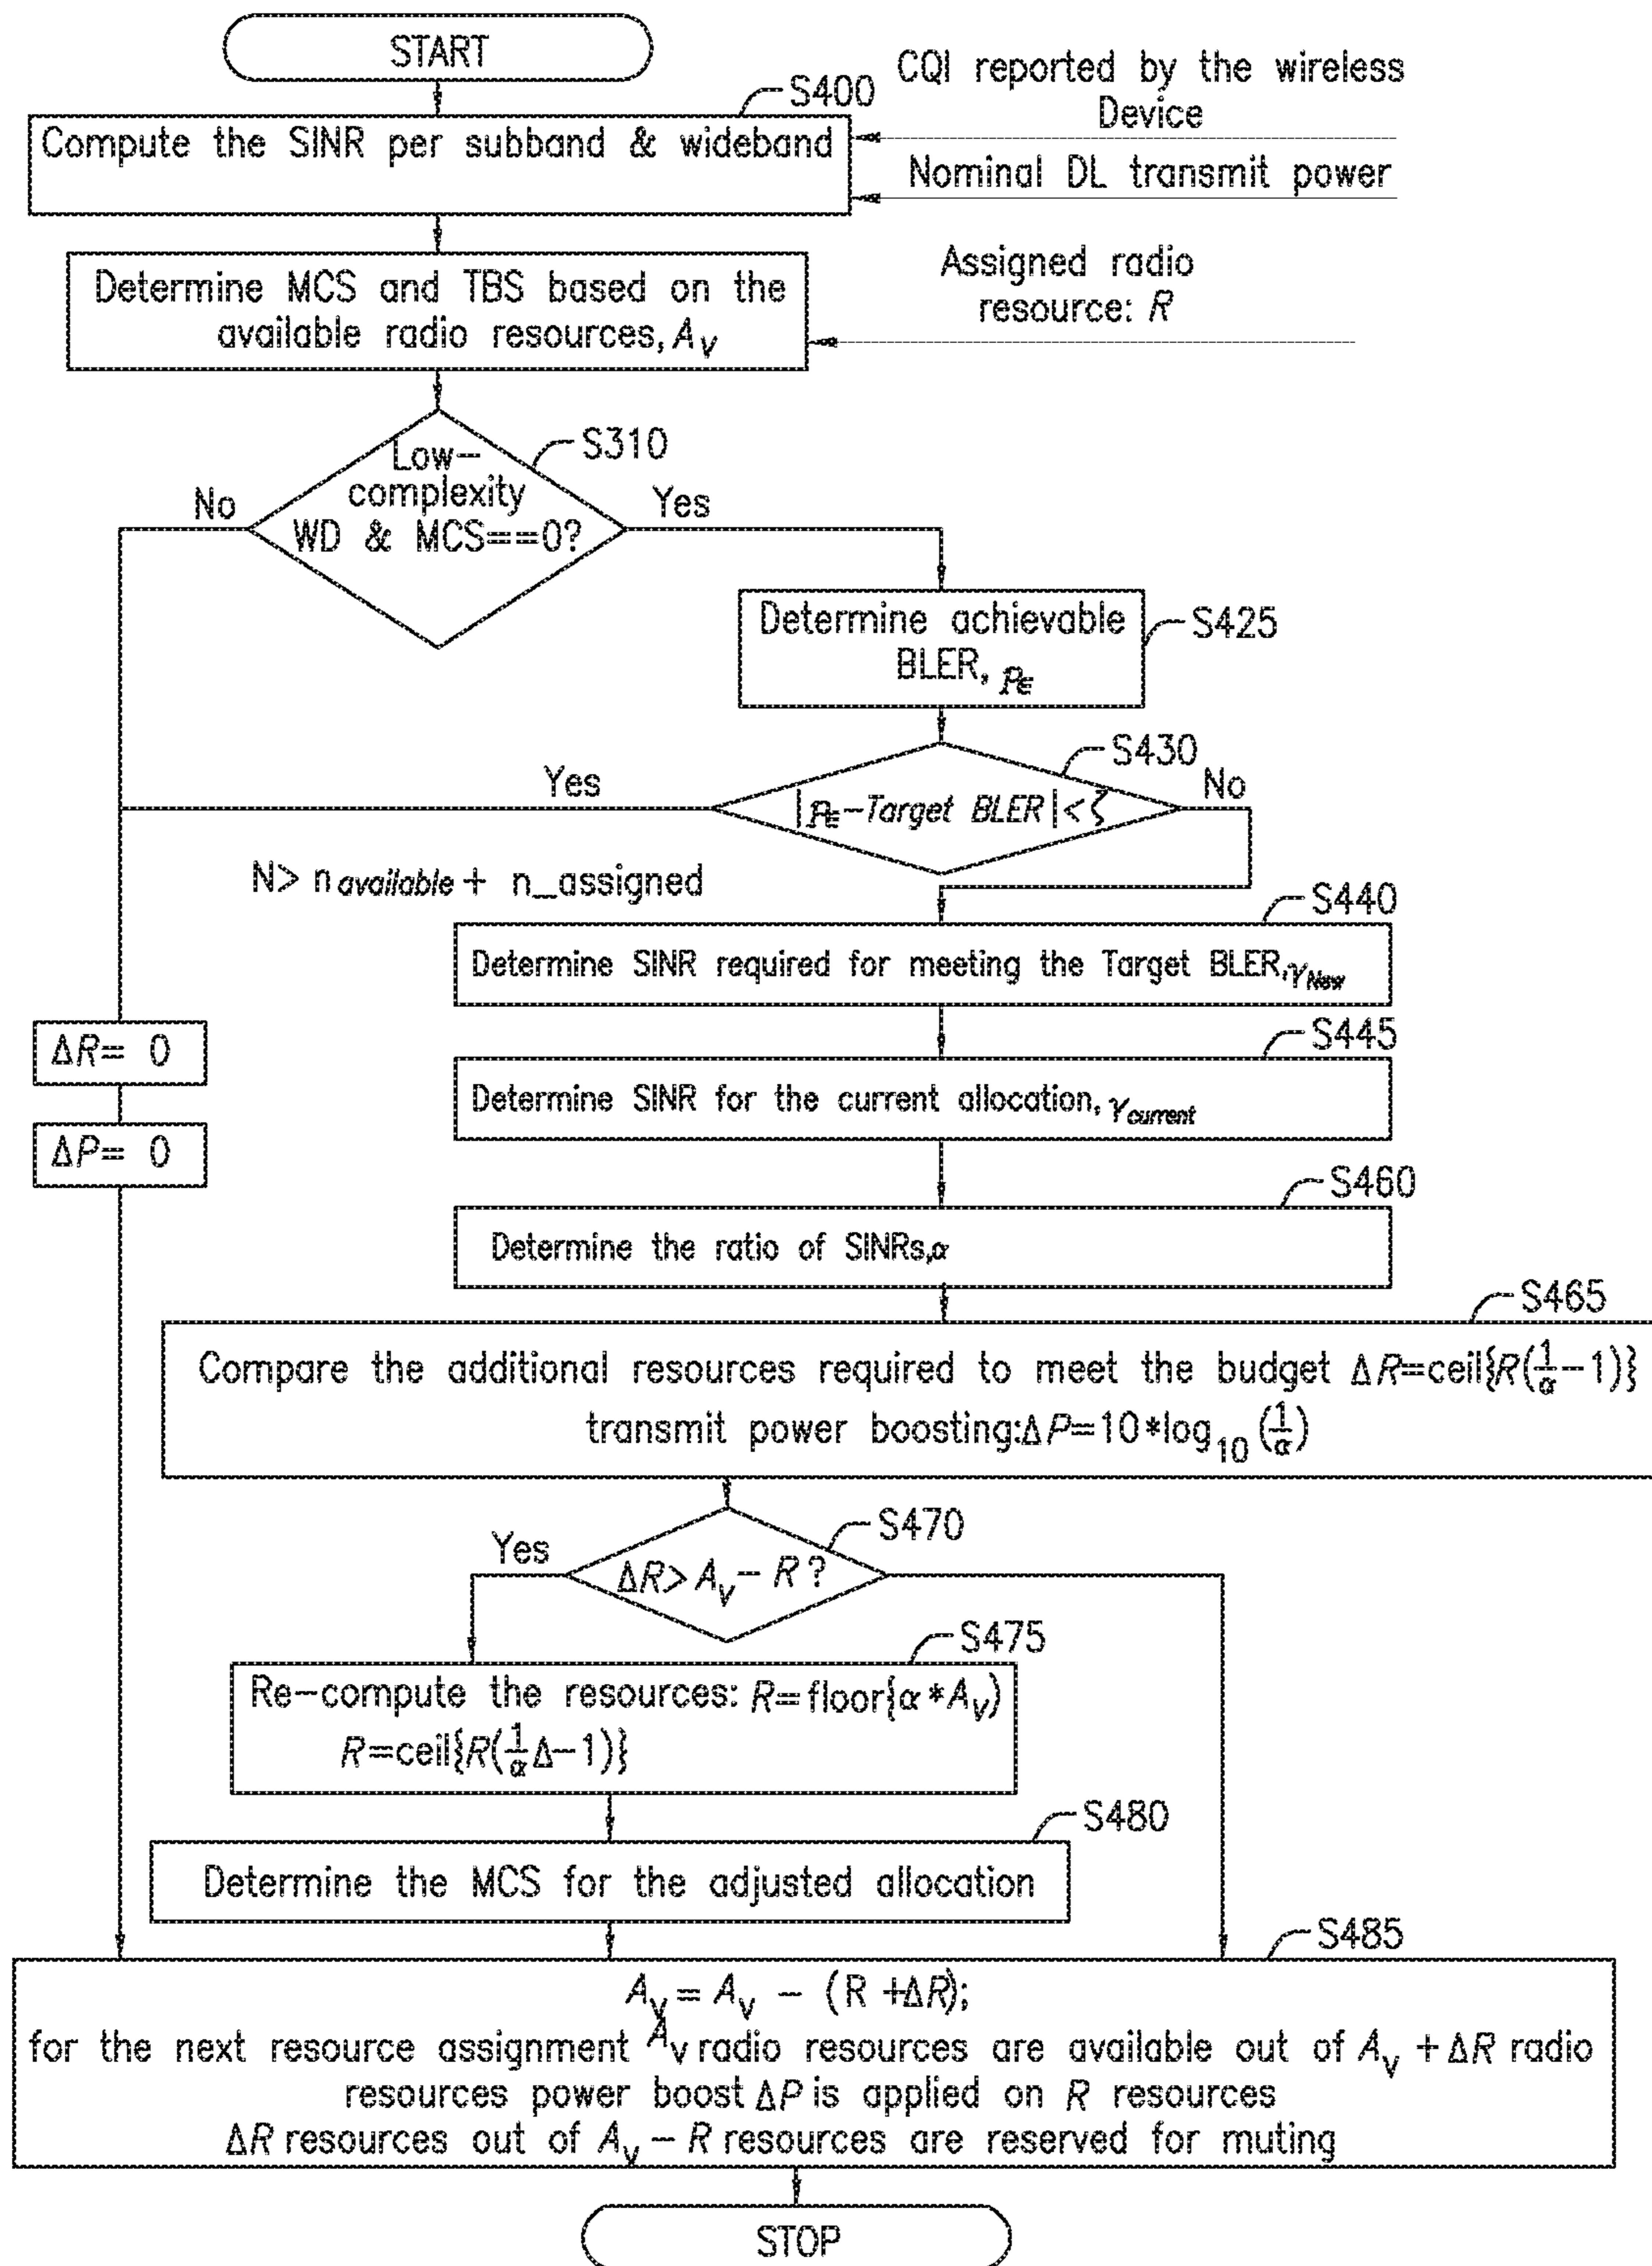 START
S400
CQI reported by the wireless
Device
Compute the SINR per subband & wideband
Nominal DL transmit power
Determine MCS and TBS based on the
available radio resources, A_V
Assigned radio
resource: R
S310
Low-
complexity
WD & MCS==0?
No
Yes
Determine achievable
BLER, P_E
S425
S430
Yes
No
|P_E-Target BLER|<ζ
N> n_available + n_assigned
S440
Determine SINR required for meeting the Target BLER,γ_New
S445
Determine SINR for the current allocation, γ_current
ΔR= 0
ΔP= 0
S460
Determine the ratio of SINRs,α
S465
Compare the additional resources required to meet the budget ΔR=ceil{R(1/α-1)}
transmit power boosting:ΔP=10*log_10 (1/α)
S470
Yes
ΔR> A_V - R ?
S475
Re-compute the resources: R=floor{α*A_V)
R=ceil{R(1/α Δ-1)}
S480
Determine the MCS for the adjusted allocation
S485
A_V = A_V - (R +ΔR);
for the next resource assignment A_V radio resources are available out of A_V +ΔR radio
resources power boost ΔP is applied on R resources
ΔR resources out of A_V - R resources are reserved for muting
STOP